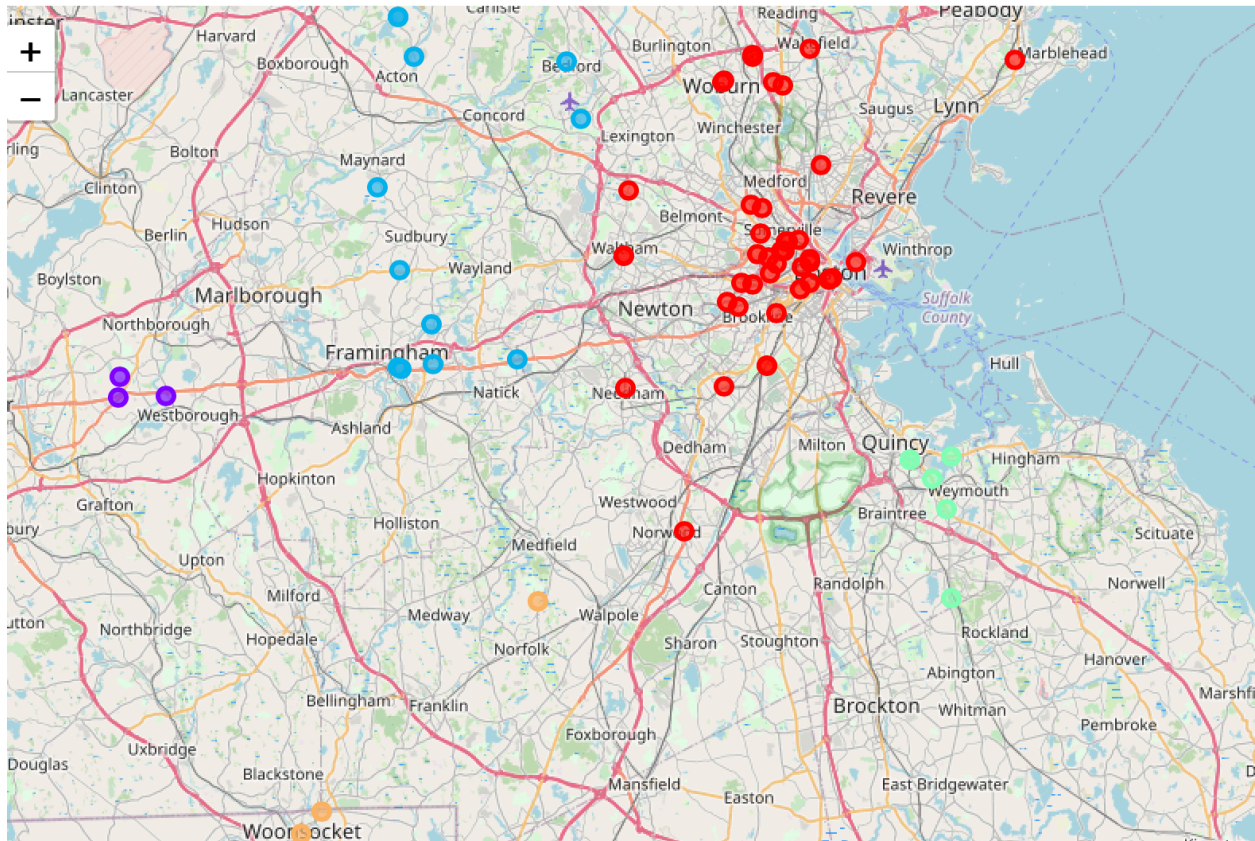 Carlisle
Reading
Peabody
Harvard
Burlington
Wakefield
Marblehead
+
Boxborough
Acton
Bedford
Woburn
−
Lancaster
Concord
Lynn
Saugus
Winchester
Lexington
Bolton
Maynard
Medford
Clinton
Revere
Belmont
Hudson
Berlin
Sudbury
Somerville
Waltham
Winthrop
Wayland
Boylston
Boston
Marlborough
Suffolk
County
Newton
Northborough
Brookline
Framingham
Hull
Natick
Needham
Westborough
Ashland
Dedham
Milton
Quincy
Hingham
Hopkinton
Weymouth
Grafton
Westwood
Braintree
Holliston
Norwood
Scituate
Medfield
Upton
Canton
Randolph
Norwell
Milford
Medway
Walpole
Northbridge
Hopedale
Sharon
Stoughton
Rockland
Norfolk
Hanover
Abington
Bellingham
Franklin
Brockton
Whitman
Pembroke
Foxborough
Uxbridge
Douglas
Blackstone
Mansfield
East Bridgewater
Easton
Woonsocket